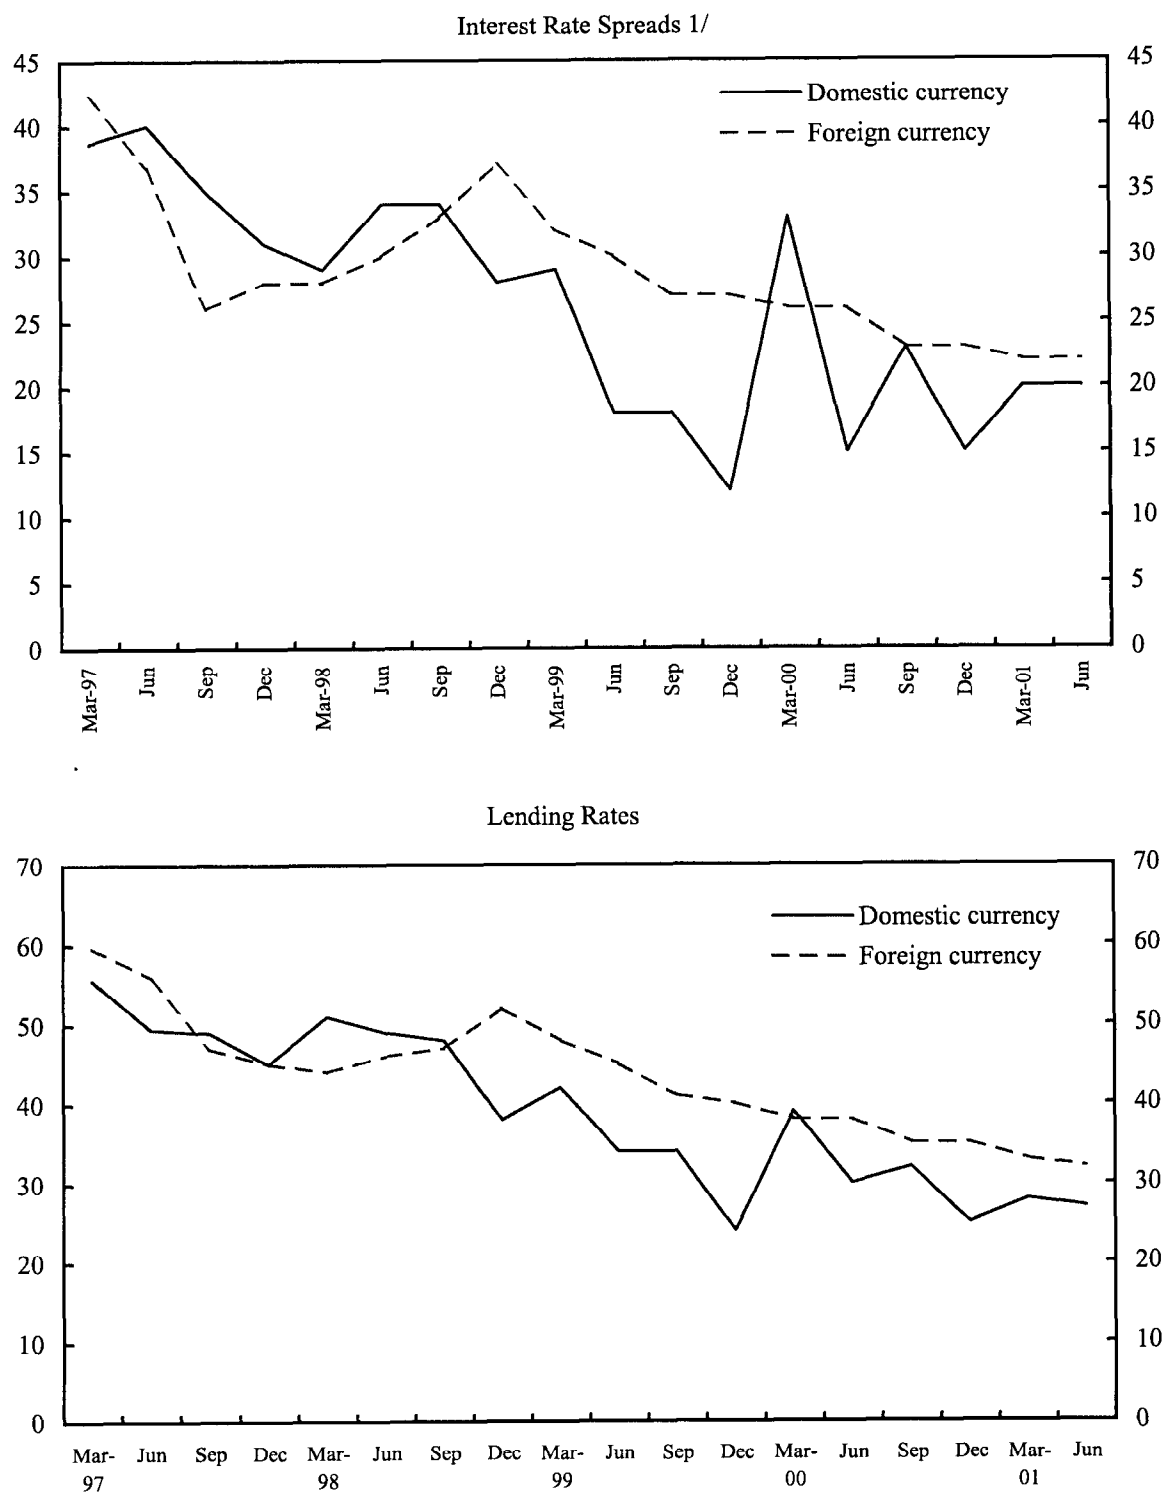 Interest Rate Spreads 1/
45 45
Domestic currency
40 40
Foreign currency
35 35
30 30
25 25
20 20
15 15
10 10
5 5
0 0
Mar-97 Jun Sep Dec Mar-98 Jun Sep Dec Mar-99 Jun Sep Dec Mar-00 Jun Sep Dec Mar-01 Jun
Lending Rates
70 70
Domestic currency
60 60
Foreign currency
50 50
40 40
30 30
20 20
10 10
0 0
Mar- Jun Sep Dec Mar- Jun Sep Dec Mar- Jun Sep Dec Mar- Jun Sep Dec Mar- Jun
97 98 99 00 01